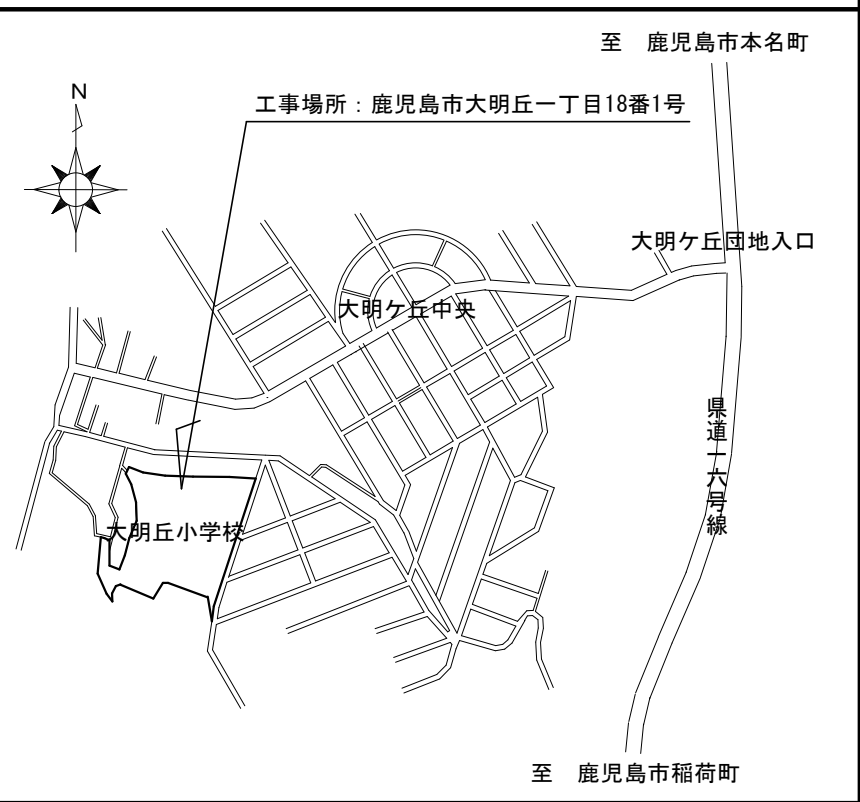 至　鹿児島市本名町
N
工事場所：鹿児島市大明丘一丁目18番1号
大明ケ丘団地入口
大明ケ丘中央
県道一六号線
大明丘小学校
至　鹿児島市稲荷町